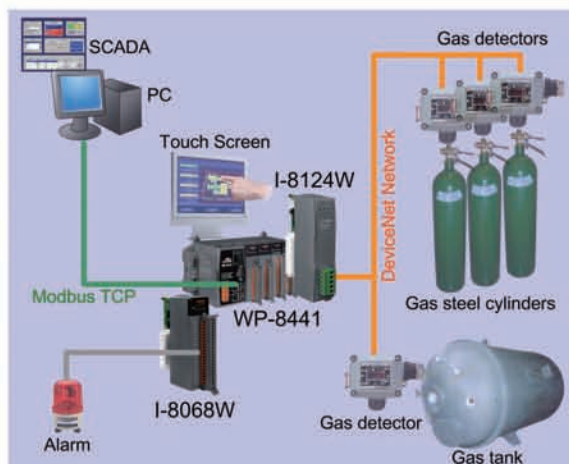 SCADA
PC
Touch Screen
I-8124W
Gas detectors
DeviceNet Network
Modbus TCP
WP-8441
Gas steel cylinders
I-8068W
Alarm
Gas detector
Gas tank